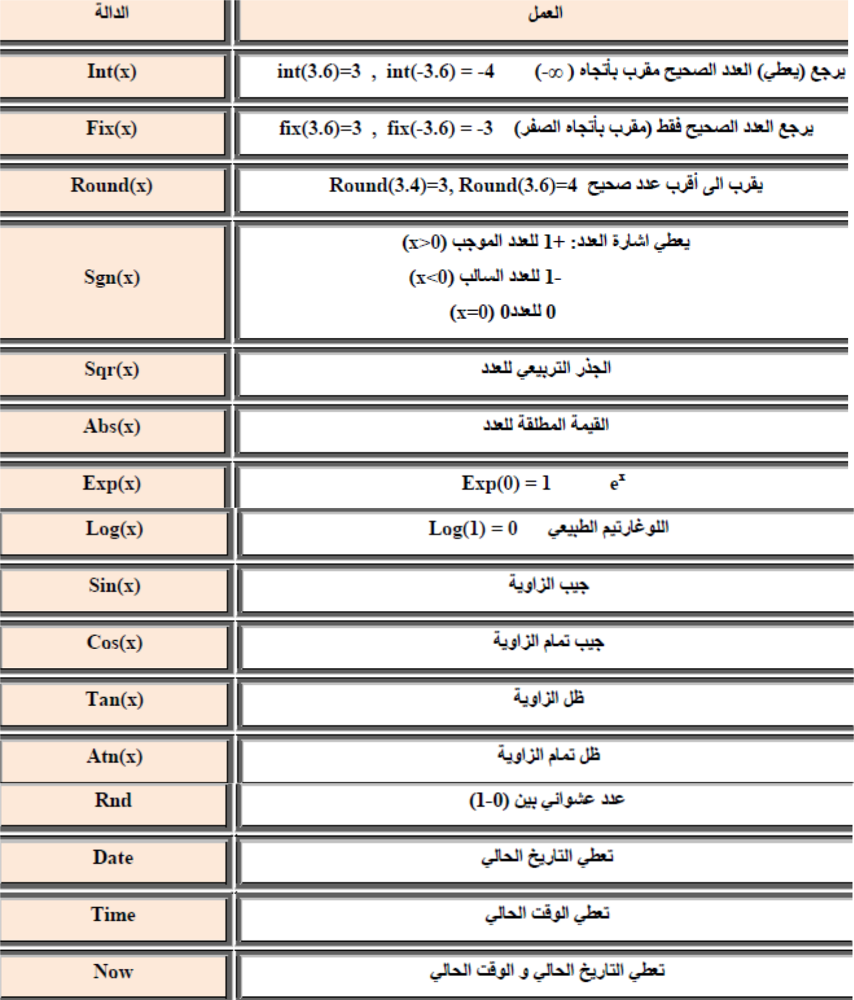 الدالة العمل
Int(x) يرجع (يعطي) العدد الصحيح مقرب بأتجاه ( ∞-) int(3.6)=3 , int(-3.6) = -4
Fix(x) يرجع العدد الصحيح فقط (مقرب بأتجاه الصفر) fix(3.6)=3 , fix(-3.6) = -3
Round(x) يقرب الى أقرب عدد صحيح Round(3.4)=3, Round(3.6)=4
يعطي اشارة العدد: +1 للعدد الموجب (x>0)
Sgn(x) -1 للعدد السالب (x<0)
0 للعدد0 (x=0)
Sqr(x) الجذر التربيعي للعدد
Abs(x) القيمة المطلقة للعدد
Exp(x) Exp(0) = 1 eˣ
Log(x) اللوغارتيم الطبيعي Log(1) = 0
Sin(x) جيب الزاوية
Cos(x) جيب تمام الزاوية
Tan(x) ظل الزاوية
Atn(x) ظل تمام الزاوية
Rnd عدد عشواني بين (0-1)
Date تعطي التاريخ الحالي
Time تعطي الوقت الحالي
Now تعطي التاريخ الحالي و الوقت الحالي